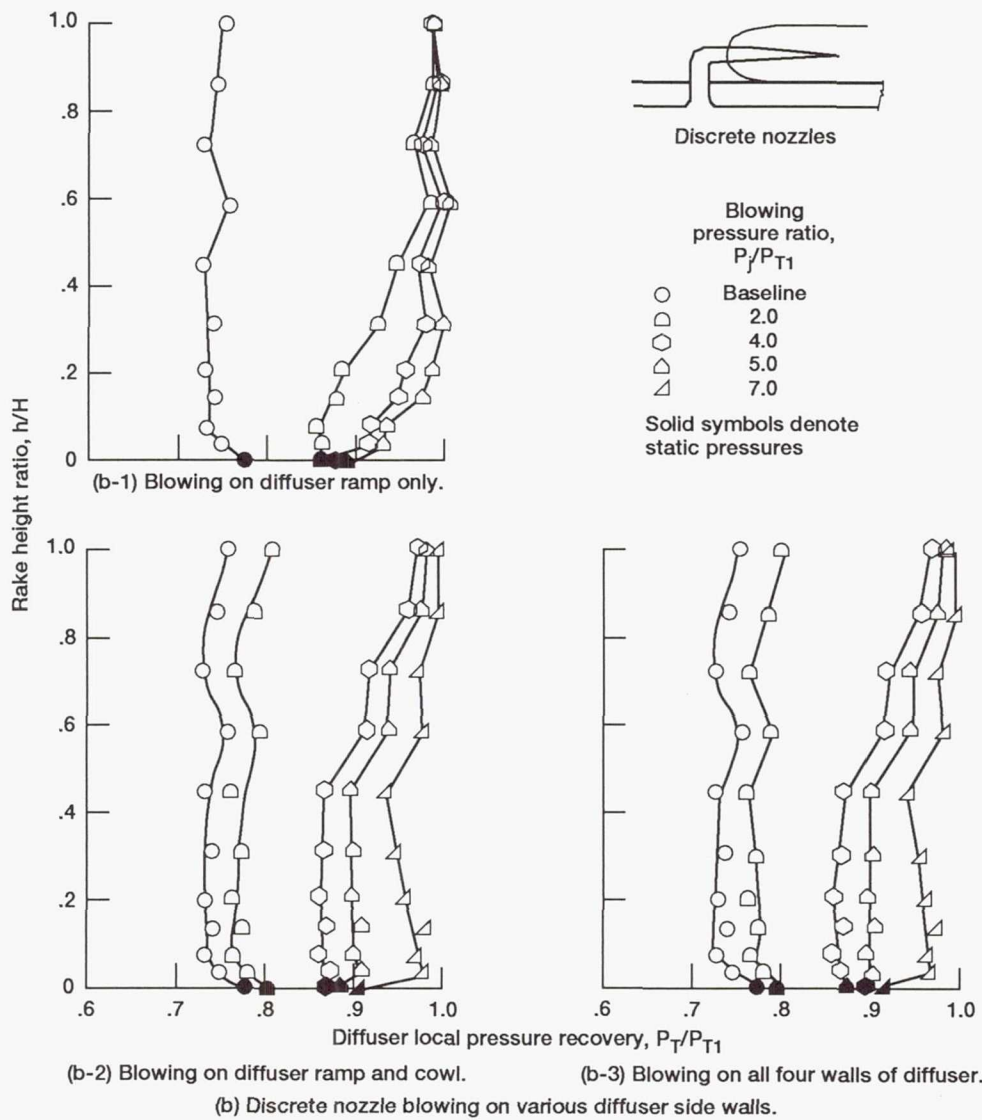 1.0
.8
.6
.4
.2
0
(b-1) Blowing on diffuser ramp only.
Discrete nozzles
Blowing
pressure ratio,
Pj/PT1
Baseline
2.0
4.0
5.0
7.0
Solid symbols denote
static pressures
Rake height ratio, h/H
1.0
.8
.6
.4
.2
0
.6 .7 .8 .9 1.0
.6 .7 .8 .9 1.0
Diffuser local pressure recovery, PT/PT1
(b-2) Blowing on diffuser ramp and cowl.
(b-3) Blowing on all four walls of diffuser.
(b) Discrete nozzle blowing on various diffuser side walls.